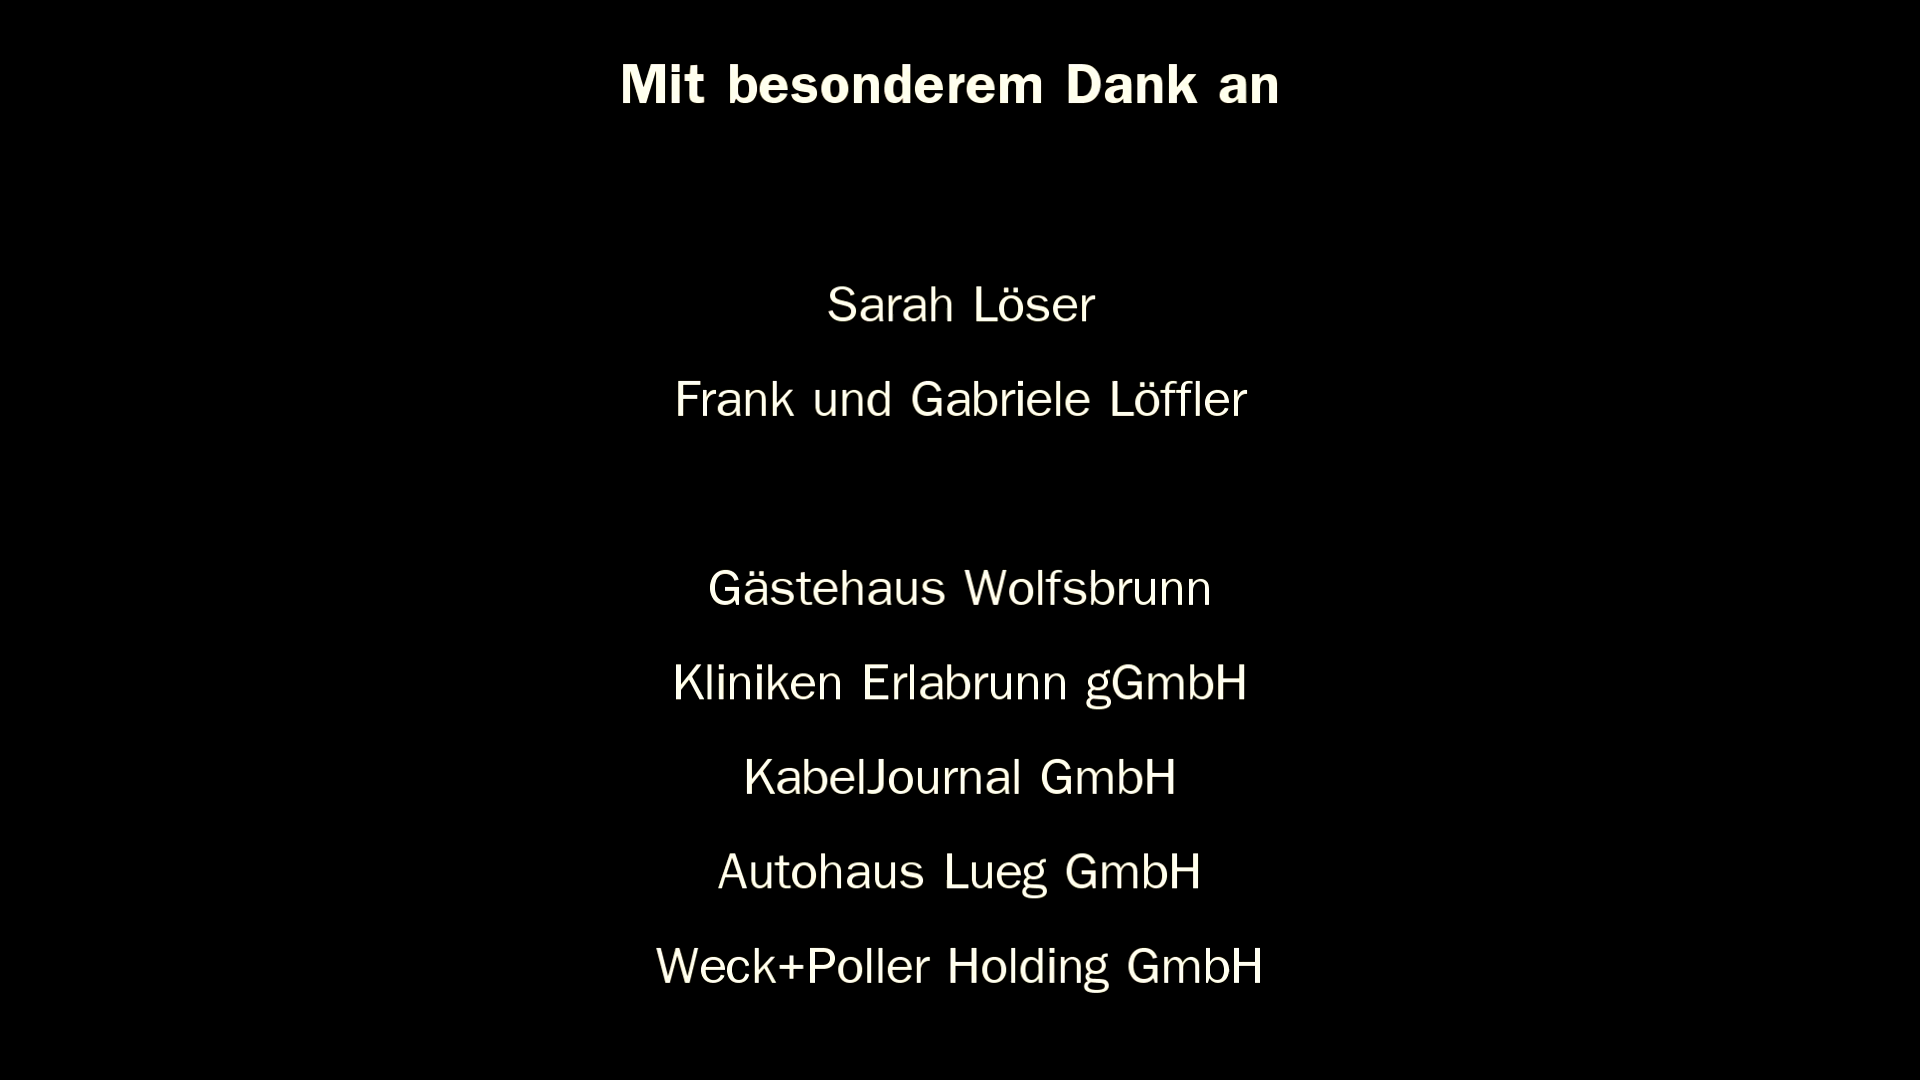 Mit besonderem Dank an
Sarah Löser
Frank und Gabriele Löffler
Gästehaus Wolfsbrunn
Kliniken Erlabrunn gGmbH
KabelJournal GmbH
Autohaus Lueg GmbH
Weck+Poller Holding GmbH